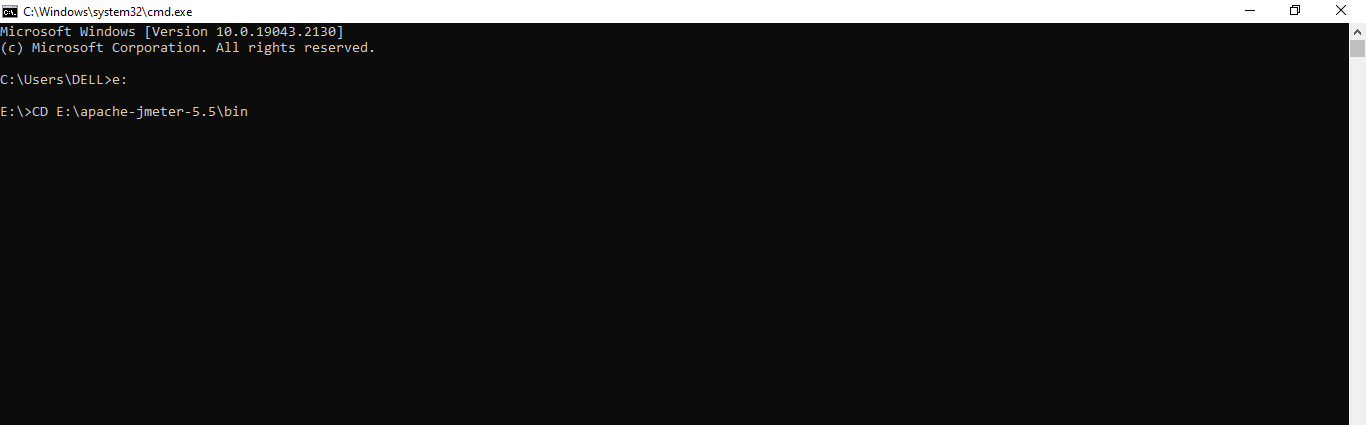 C:\Windows\system32\cmd.exe
Microsoft Windows [Version 10.0.19043.2130]
(c) Microsoft Corporation. All rights reserved.
C:\Users\DELL>e:
E:\>CD E:\apache-jmeter-5.5\bin